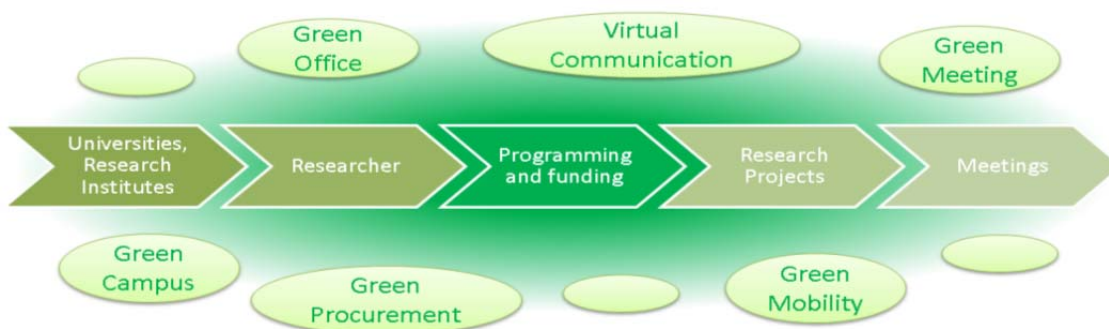 Green
Office
Virtual
Communication
Green
Meeting
Universities,
Research
Institutes
Researcher
Programming
and funding
Research
Projects
Meetings
Green
Campus
Green
Procurement
Green
Mobility